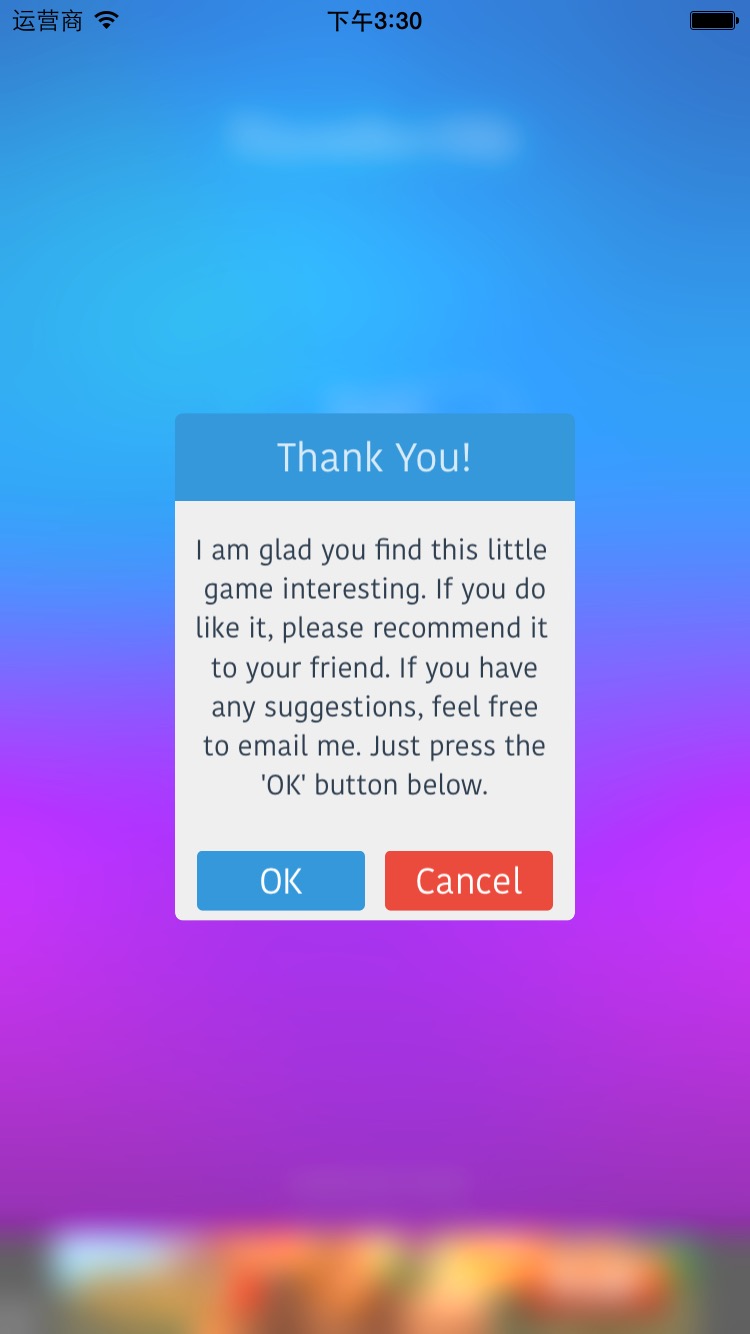 运营商 下午3:30
Thank You!
I am glad you find this little
game interesting. If you do
like it, please recommend it
to your friend. If you have
any suggestions, feel free
to email me. Just press the
'OK' button below.
OK Cancel